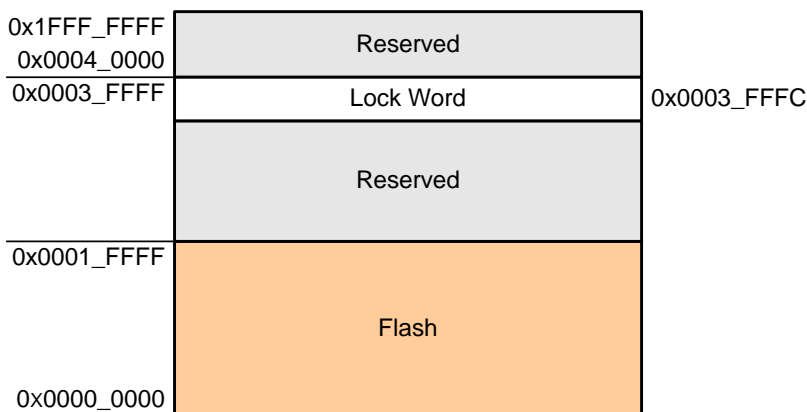 0x1FFF_FFFF
Reserved
0x0004_0000
0x0003_FFFF
Lock Word
0x0003_FFFC
Reserved
0x0001_FFFF
Flash
0x0000_0000